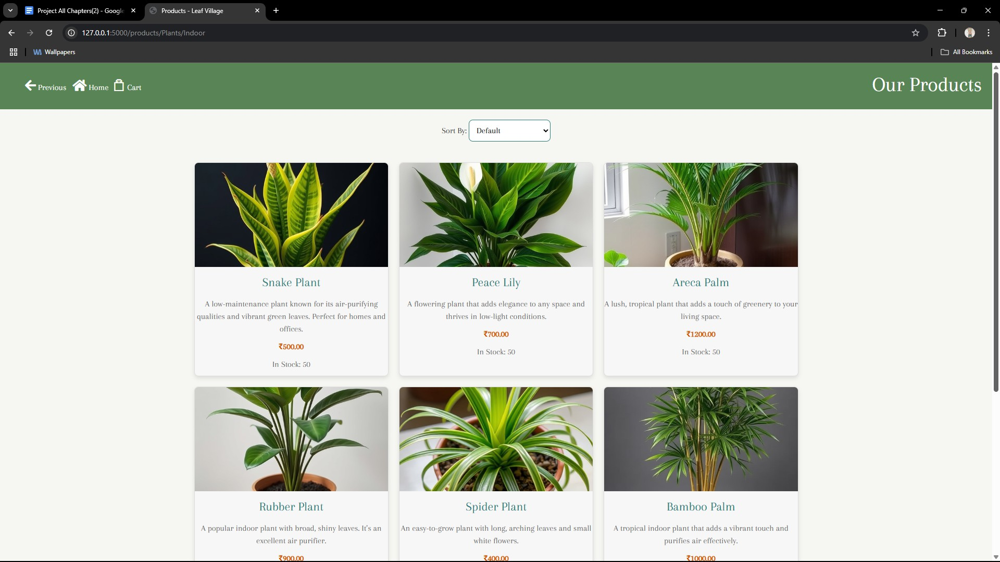 Project All Chapters(2) - Google
Products - Leaf Village
127.0.0.1:5000/products/Plants/Indoor
Wallpapers
All Bookmarks
Previous
Home
Cart
Our Products
Sort By:
Default
Snake Plant
A low-maintenance plant known for its air-purifying
qualities and vibrant green leaves. Perfect for homes and
offices.
₹500.00
In Stock: 50
Peace Lily
A flowering plant that adds elegance to any space and
thrives in low-light conditions.
₹700.00
In Stock: 50
Areca Palm
A lush, tropical plant that adds a touch of greenery to your
living space.
₹1200.00
In Stock: 50
Rubber Plant
A popular indoor plant with broad, shiny leaves. It's an
excellent air purifier.
₹900.00
Spider Plant
An easy-to-grow plant with long, arching leaves and small
white flowers.
₹400.00
Bamboo Palm
A tropical indoor plant that adds a vibrant touch and
purifies air effectively.
₹1000.00